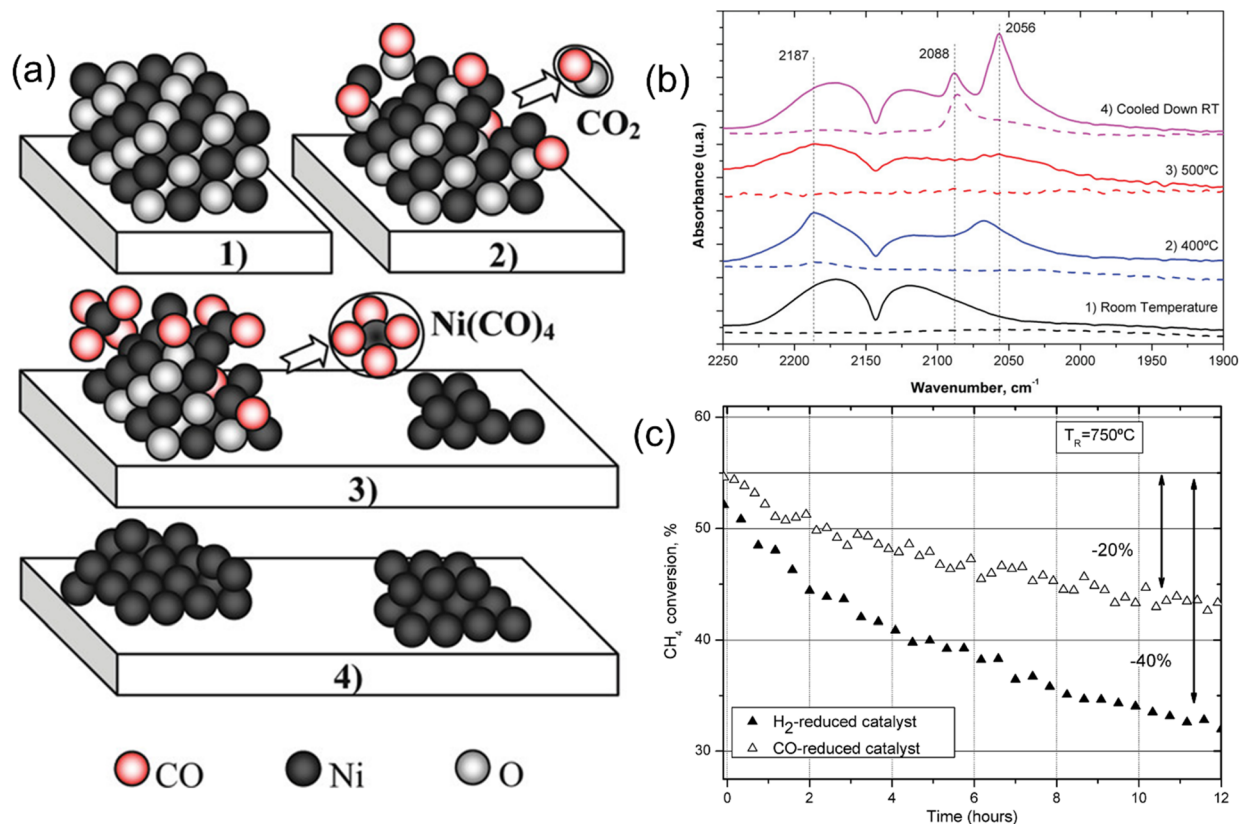 (a)
1)
2)
CO₂
3)
Ni(CO)₄
4)
CO
Ni
O
(b)
2187
2088
2056
4) Cooled Down RT
3) 500ºC
2) 400ºC
1) Room Temperature
Absorbance (u.a.)
2250 2200 2150 2100 2050 2000 1950 1900
Wavenumber, cm⁻¹
(c)
T_R=750ºC
60
50
40
30
CH₄ conversion, %
-20%
-40%
H₂-reduced catalyst
CO-reduced catalyst
0 2 4 6 8 10 12
Time (hours)